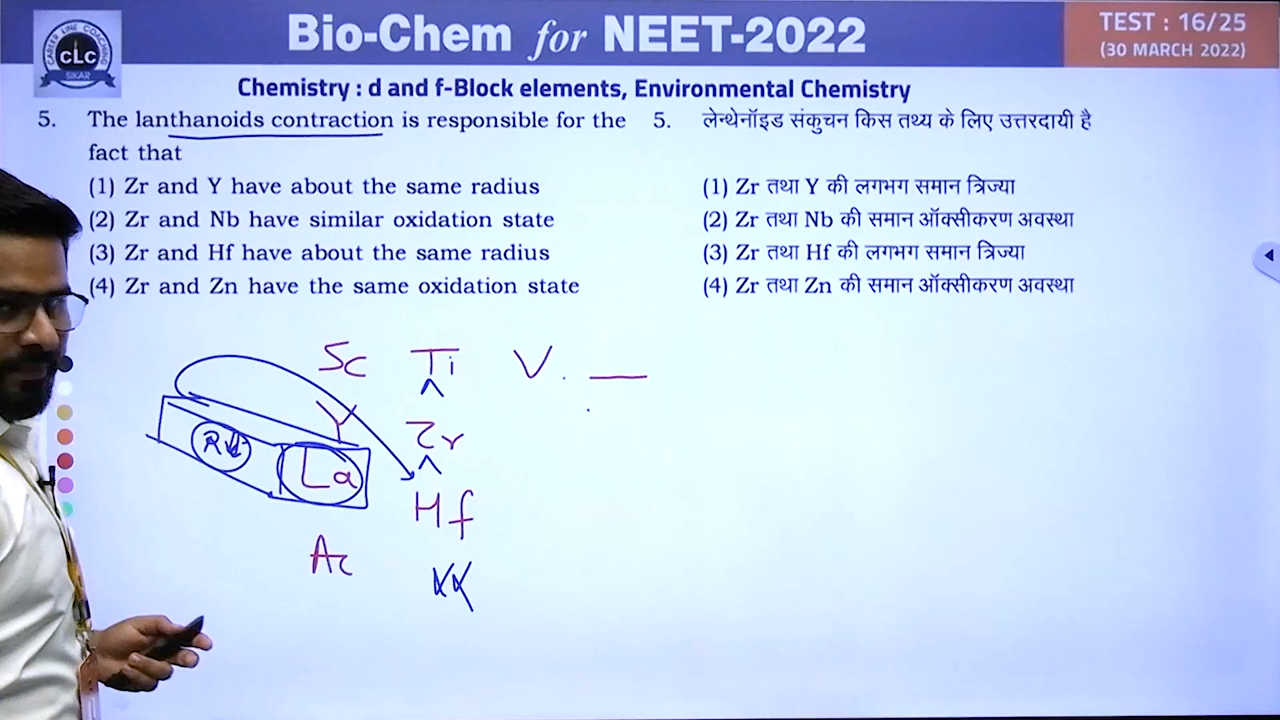 CAREER LINE COACHING
CLC
SIKAR
Bio-Chem for NEET-2022
TEST : 16/25
(30 MARCH 2022)
Chemistry : d and f-Block elements, Environmental Chemistry
5. The lanthanoids contraction is responsible for the
fact that
(1) Zr and Y have about the same radius
(2) Zr and Nb have similar oxidation state
(3) Zr and Hf have about the same radius
(4) Zr and Zn have the same oxidation state
5. लेन्थेनॉइड संकुचन किस तथ्य के लिए उत्तरदायी है
(1) Zr तथा Y की लगभग समान त्रिज्या
(2) Zr तथा Nb की समान ऑक्सीकरण अवस्था
(3) Zr तथा Hf की लगभग समान त्रिज्या
(4) Zr तथा Zn की समान ऑक्सीकरण अवस्था
Sc Ti V
Y Zr
La Hf
Ac